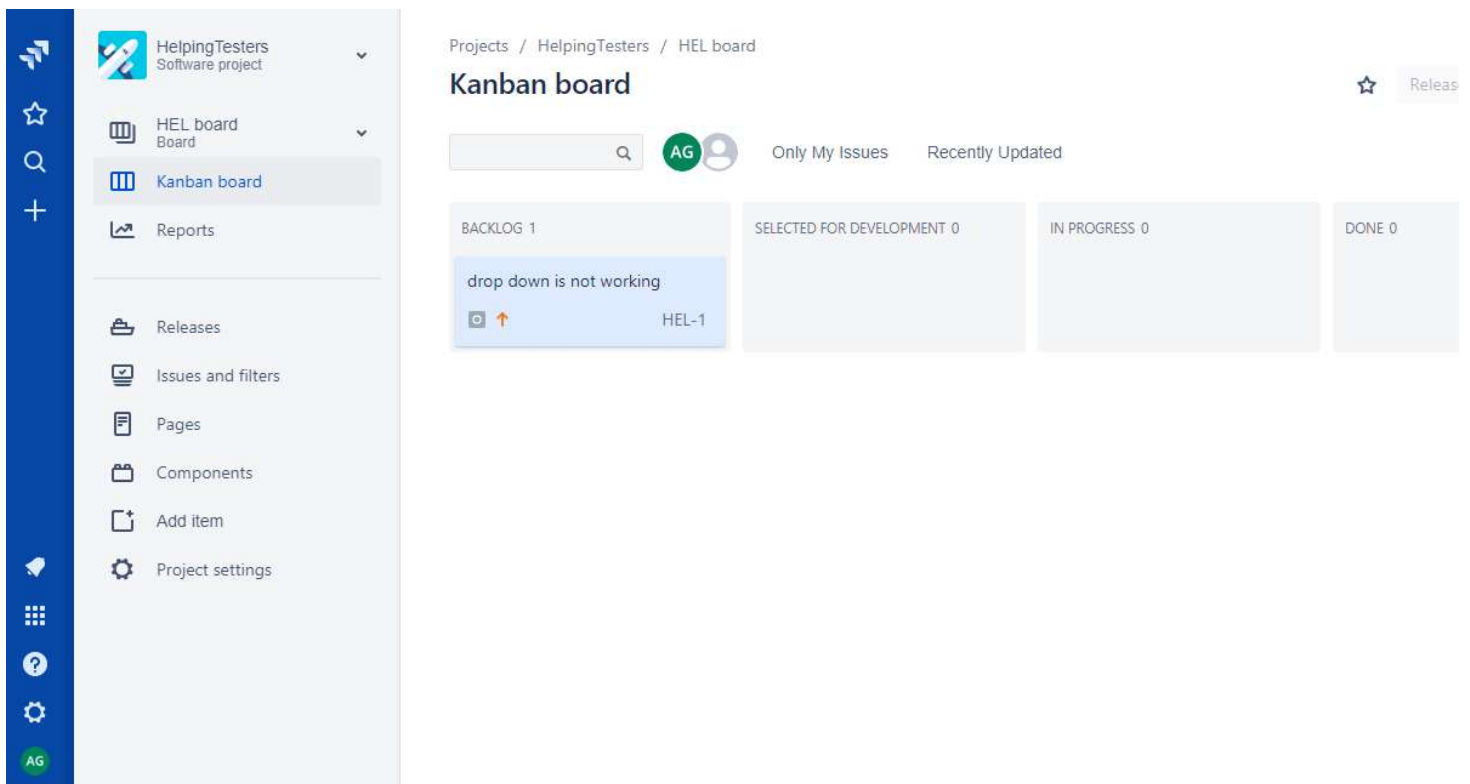 HelpingTesters
Software project
HEL board
Board
Kanban board
Reports
Releases
Issues and filters
Pages
Components
Add item
Project settings
AG
Projects / HelpingTesters / HEL board
Kanban board
Releas
AG
Only My Issues Recently Updated
BACKLOG 1 SELECTED FOR DEVELOPMENT 0 IN PROGRESS 0 DONE 0
drop down is not working
HEL-1